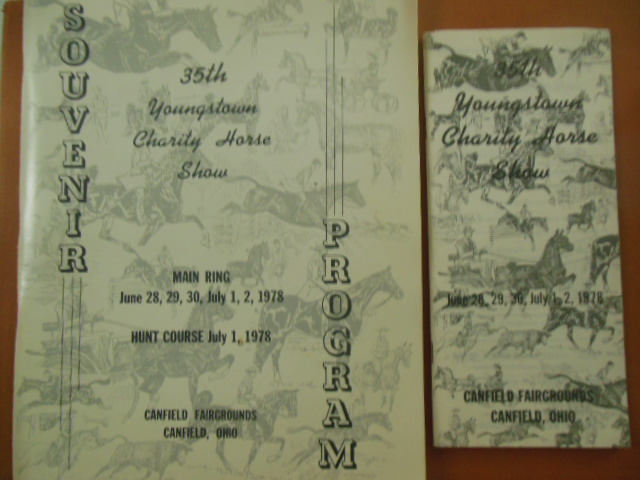 SOUVENIR
35th
Youngstown
Charity Horse
Show
MAIN RING
June 28, 29, 30, July 1, 2, 1978
HUNT COURSE July 1, 1978
CANFIELD FAIRGROUNDS
CANFIELD, OHIO
PROGRAM
35th
Youngstown
Charity Horse
Show
June 28, 29, 30, July 1, 2, 1978
CANFIELD FAIRGROUNDS
CANFIELD, OHIO